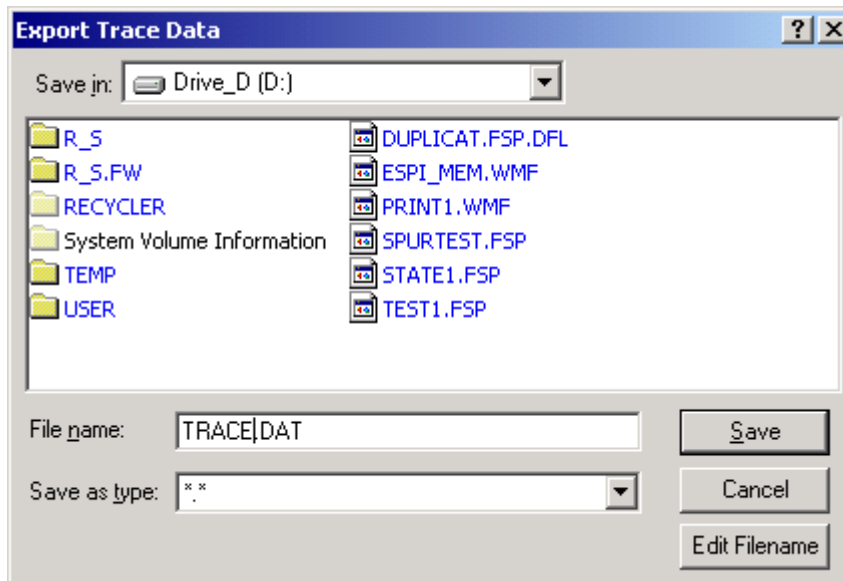 Export Trace Data
Save in: Drive_D (D:)
R_S
R_S.FW
RECYCLER
System Volume Information
TEMP
USER
DUPLICAT.FSP.DFL
ESPI_MEM.WMF
PRINT1.WMF
SPURTEST.FSP
STATE1.FSP
TEST1.FSP
File name: TRACE.DAT
Save
Save as type: *.*
Cancel
Edit Filename